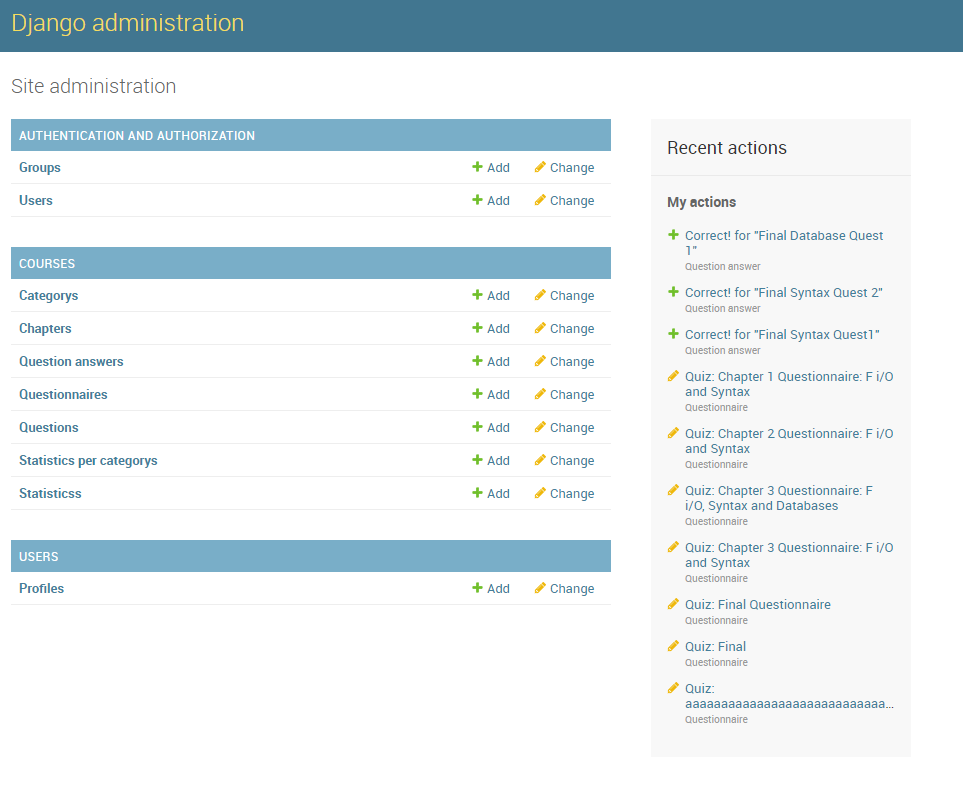 Django administration
Site administration
AUTHENTICATION AND AUTHORIZATION
Groups Add Change
Users Add Change
COURSES
Categorys Add Change
Chapters Add Change
Question answers Add Change
Questionnaires Add Change
Questions Add Change
Statistics per categorys Add Change
Statisticss Add Change
USERS
Profiles Add Change
Recent actions
My actions
Correct! for "Final Database Quest
1"
Question answer
Correct! for "Final Syntax Quest 2"
Question answer
Correct! for "Final Syntax Quest1"
Question answer
Quiz: Chapter 1 Questionnaire: F i/O
and Syntax
Questionnaire
Quiz: Chapter 2 Questionnaire: F i/O
and Syntax
Questionnaire
Quiz: Chapter 3 Questionnaire: F
i/O, Syntax and Databases
Questionnaire
Quiz: Chapter 3 Questionnaire: F i/O
and Syntax
Questionnaire
Quiz: Final Questionnaire
Questionnaire
Quiz: Final
Questionnaire
Quiz:
aaaaaaaaaaaaaaaaaaaaaaaaaaaa...
Questionnaire